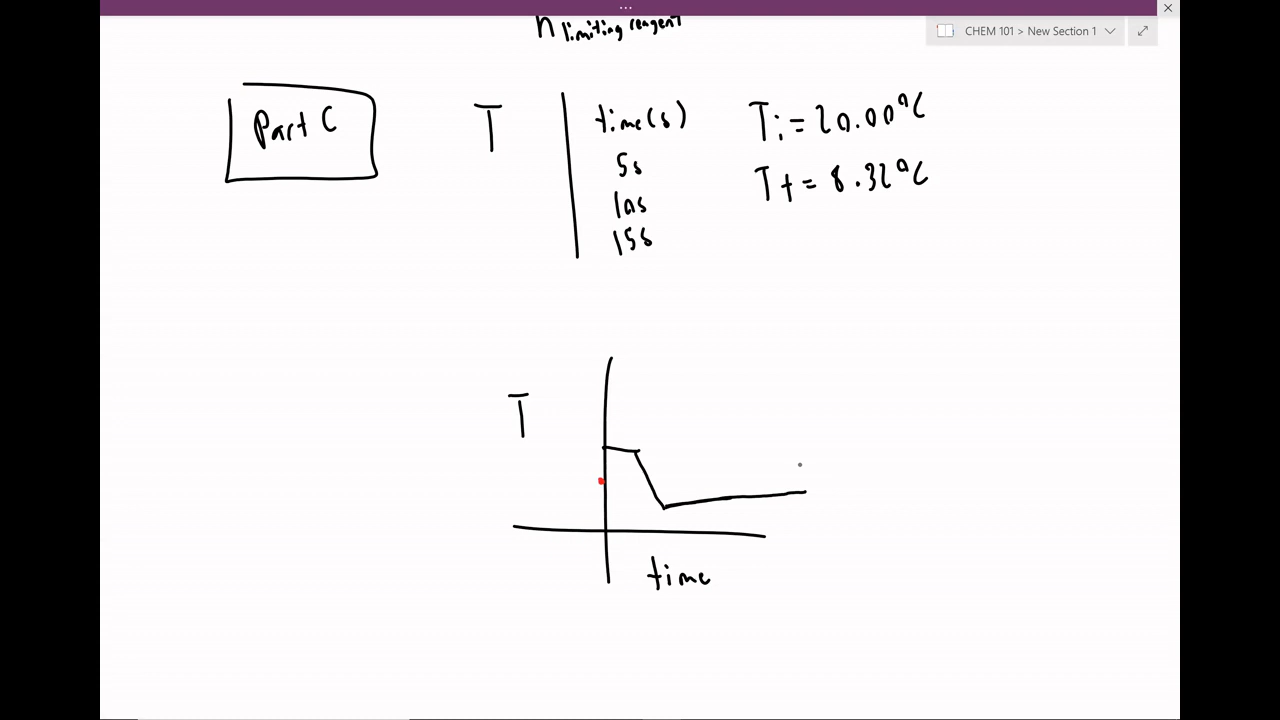 n limiting reagent
CHEM 101 > New Section 1
Part C
T time(s) Ti = 20.00°C
5s Tf = 8.32°C
10s
15s
T
time